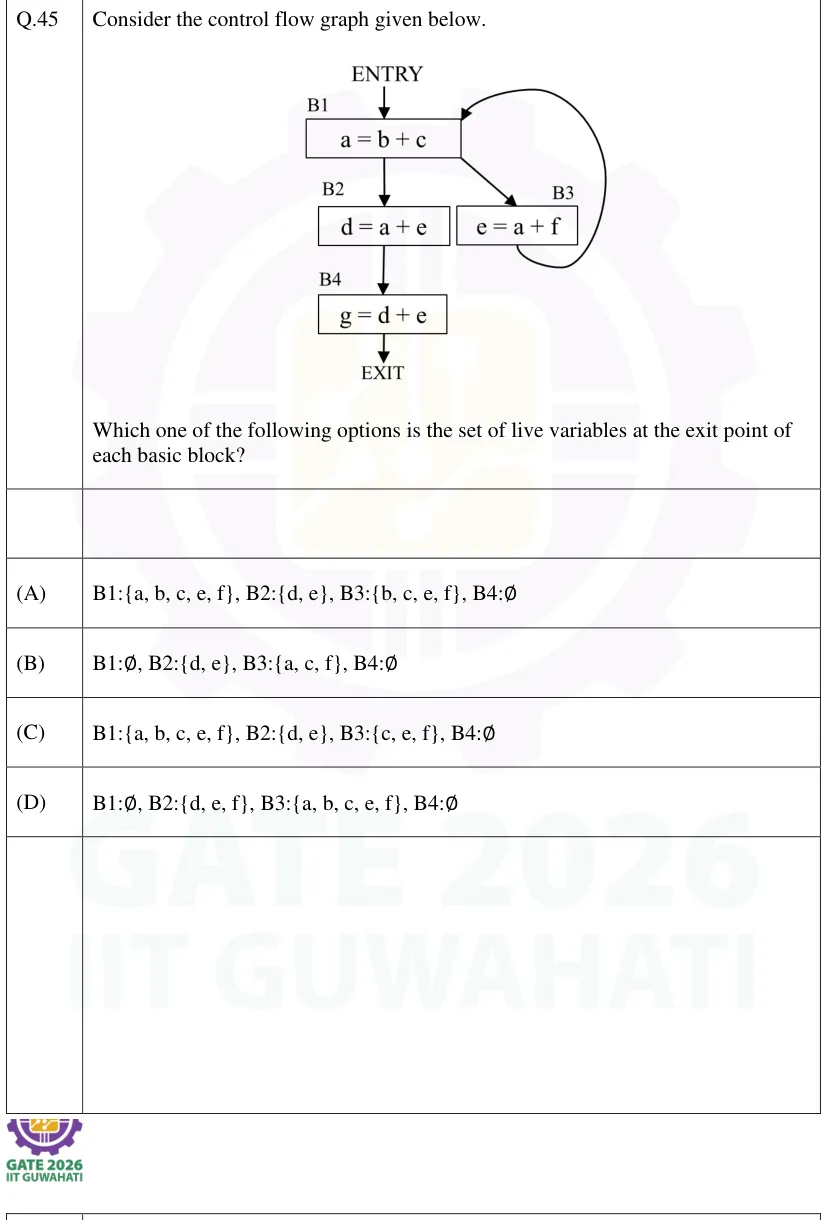 Q.45 Consider the control flow graph given below.
ENTRY
B1
a = b + c
B2
B3
d = a + e
e = a + f
B4
g = d + e
EXIT
Which one of the following options is the set of live variables at the exit point of
each basic block?
(A) B1:{a, b, c, e, f}, B2:{d, e}, B3:{b, c, e, f}, B4:∅
(B) B1:∅, B2:{d, e}, B3:{a, c, f}, B4:∅
(C) B1:{a, b, c, e, f}, B2:{d, e}, B3:{c, e, f}, B4:∅
(D) B1:∅, B2:{d, e, f}, B3:{a, b, c, e, f}, B4:∅
GATE 2026
IIT GUWAHATI
GATE 2026
IIT GUWAHATI